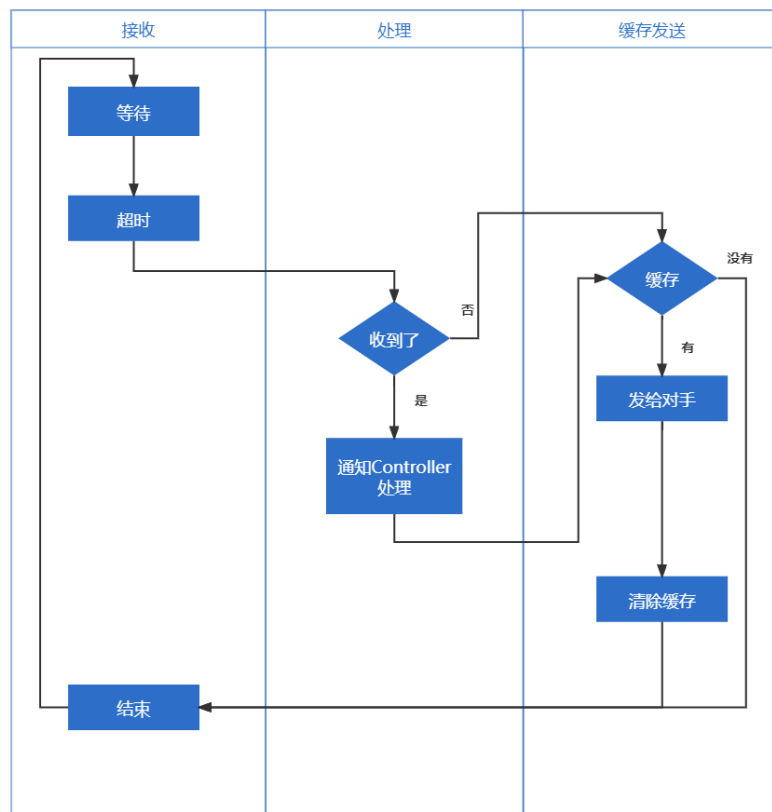 接收
处理
缓存发送
等待
超时
没有
缓存
否
收到了
有
是
发给对手
通知Controller
处理
清除缓存
结束